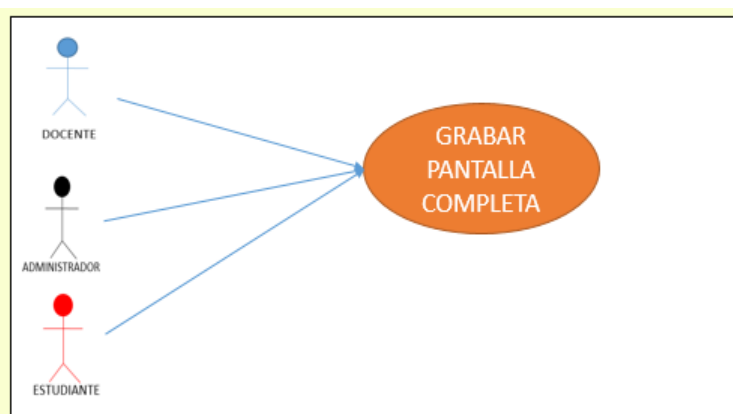 DOCENTE
GRABAR
PANTALLA
COMPLETA
ADMINISTRADOR
ESTUDIANTE